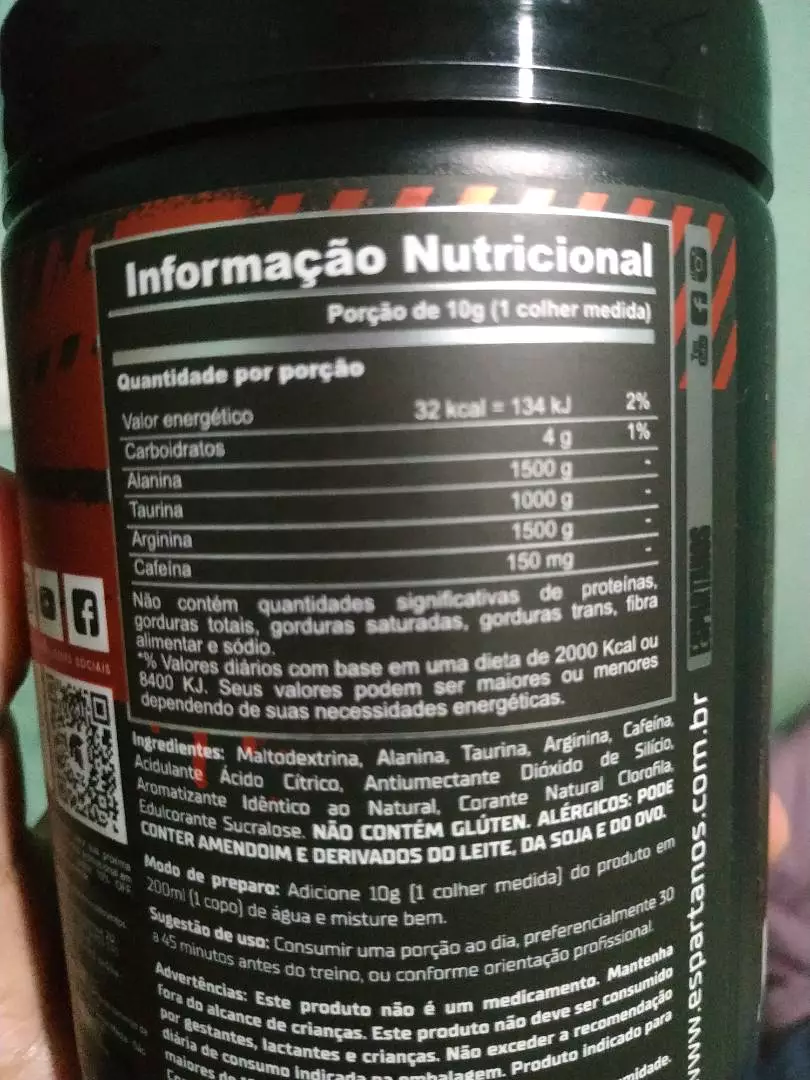 Informação Nutricional
Porção de 10g (1 colher medida)
Quantidade por porção
Valor energético 32 kcal = 134 kJ 2%
Carboidratos 4 g 1%
Alanina 1500 g -
Taurina 1000 g -
Arginina 1500 g -
Cafeína 150 mg -
Não contém quantidades significativas de proteínas,
gorduras totais, gorduras saturadas, gorduras trans, fibra
alimentar e sódio.
*% Valores diários com base em uma dieta de 2000 Kcal ou
8400 KJ. Seus valores podem ser maiores ou menores
dependendo de suas necessidades energéticas.
Ingredientes: Maltodextrina, Alanina, Taurina, Arginina, Cafeína,
Acidulante Ácido Cítrico, Antiumectante Dióxido de Silício,
Aromatizante Idêntico ao Natural, Corante Natural Clorofila,
Edulcorante Sucralose. NÃO CONTÉM GLÚTEN. ALÉRGICOS: PODE
CONTER AMENDOIM E DERIVADOS DO LEITE, DA SOJA E DO OVO.
Modo de preparo: Adicione 10g (1 colher medida) do produto em
200ml (1 copo) de água e misture bem.
Sugestão de uso: Consumir uma porção ao dia, preferencialmente 30
a 45 minutos antes do treino, ou conforme orientação profissional.
Advertências: Este produto não é um medicamento. Mantenha
fora do alcance de crianças. Este produto não deve ser consumido
por gestantes, lactantes e crianças. Não exceder a recomendação
diária de consumo indicada na embalagem. Produto indicado para
maiores de
SOCIAIS
ESPARTANOS
www.espartanos.com.br